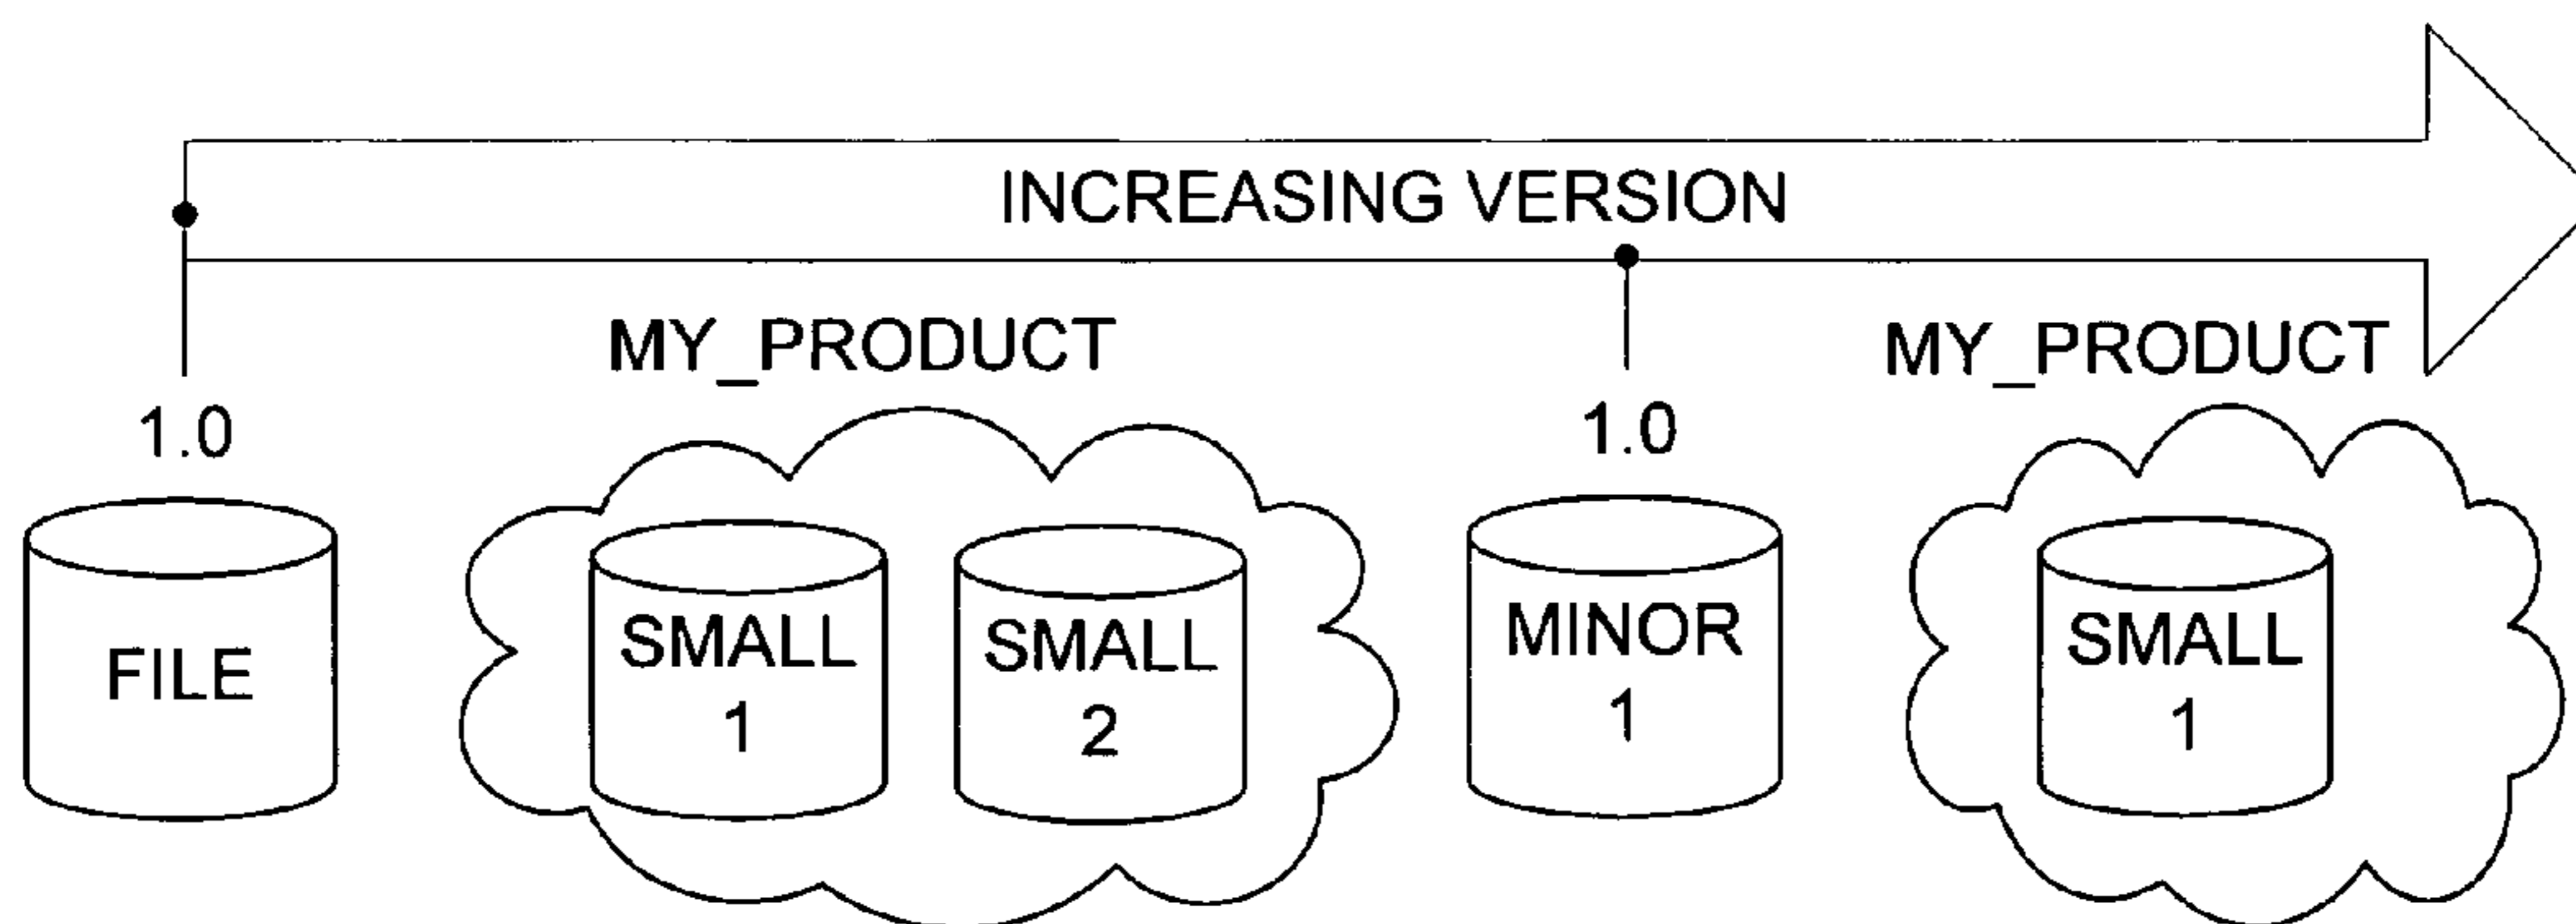 INCREASING VERSION
MY_PRODUCT
MY_PRODUCT
1.0
1.0
FILE
SMALL
1
SMALL
2
MINOR
1
SMALL
1